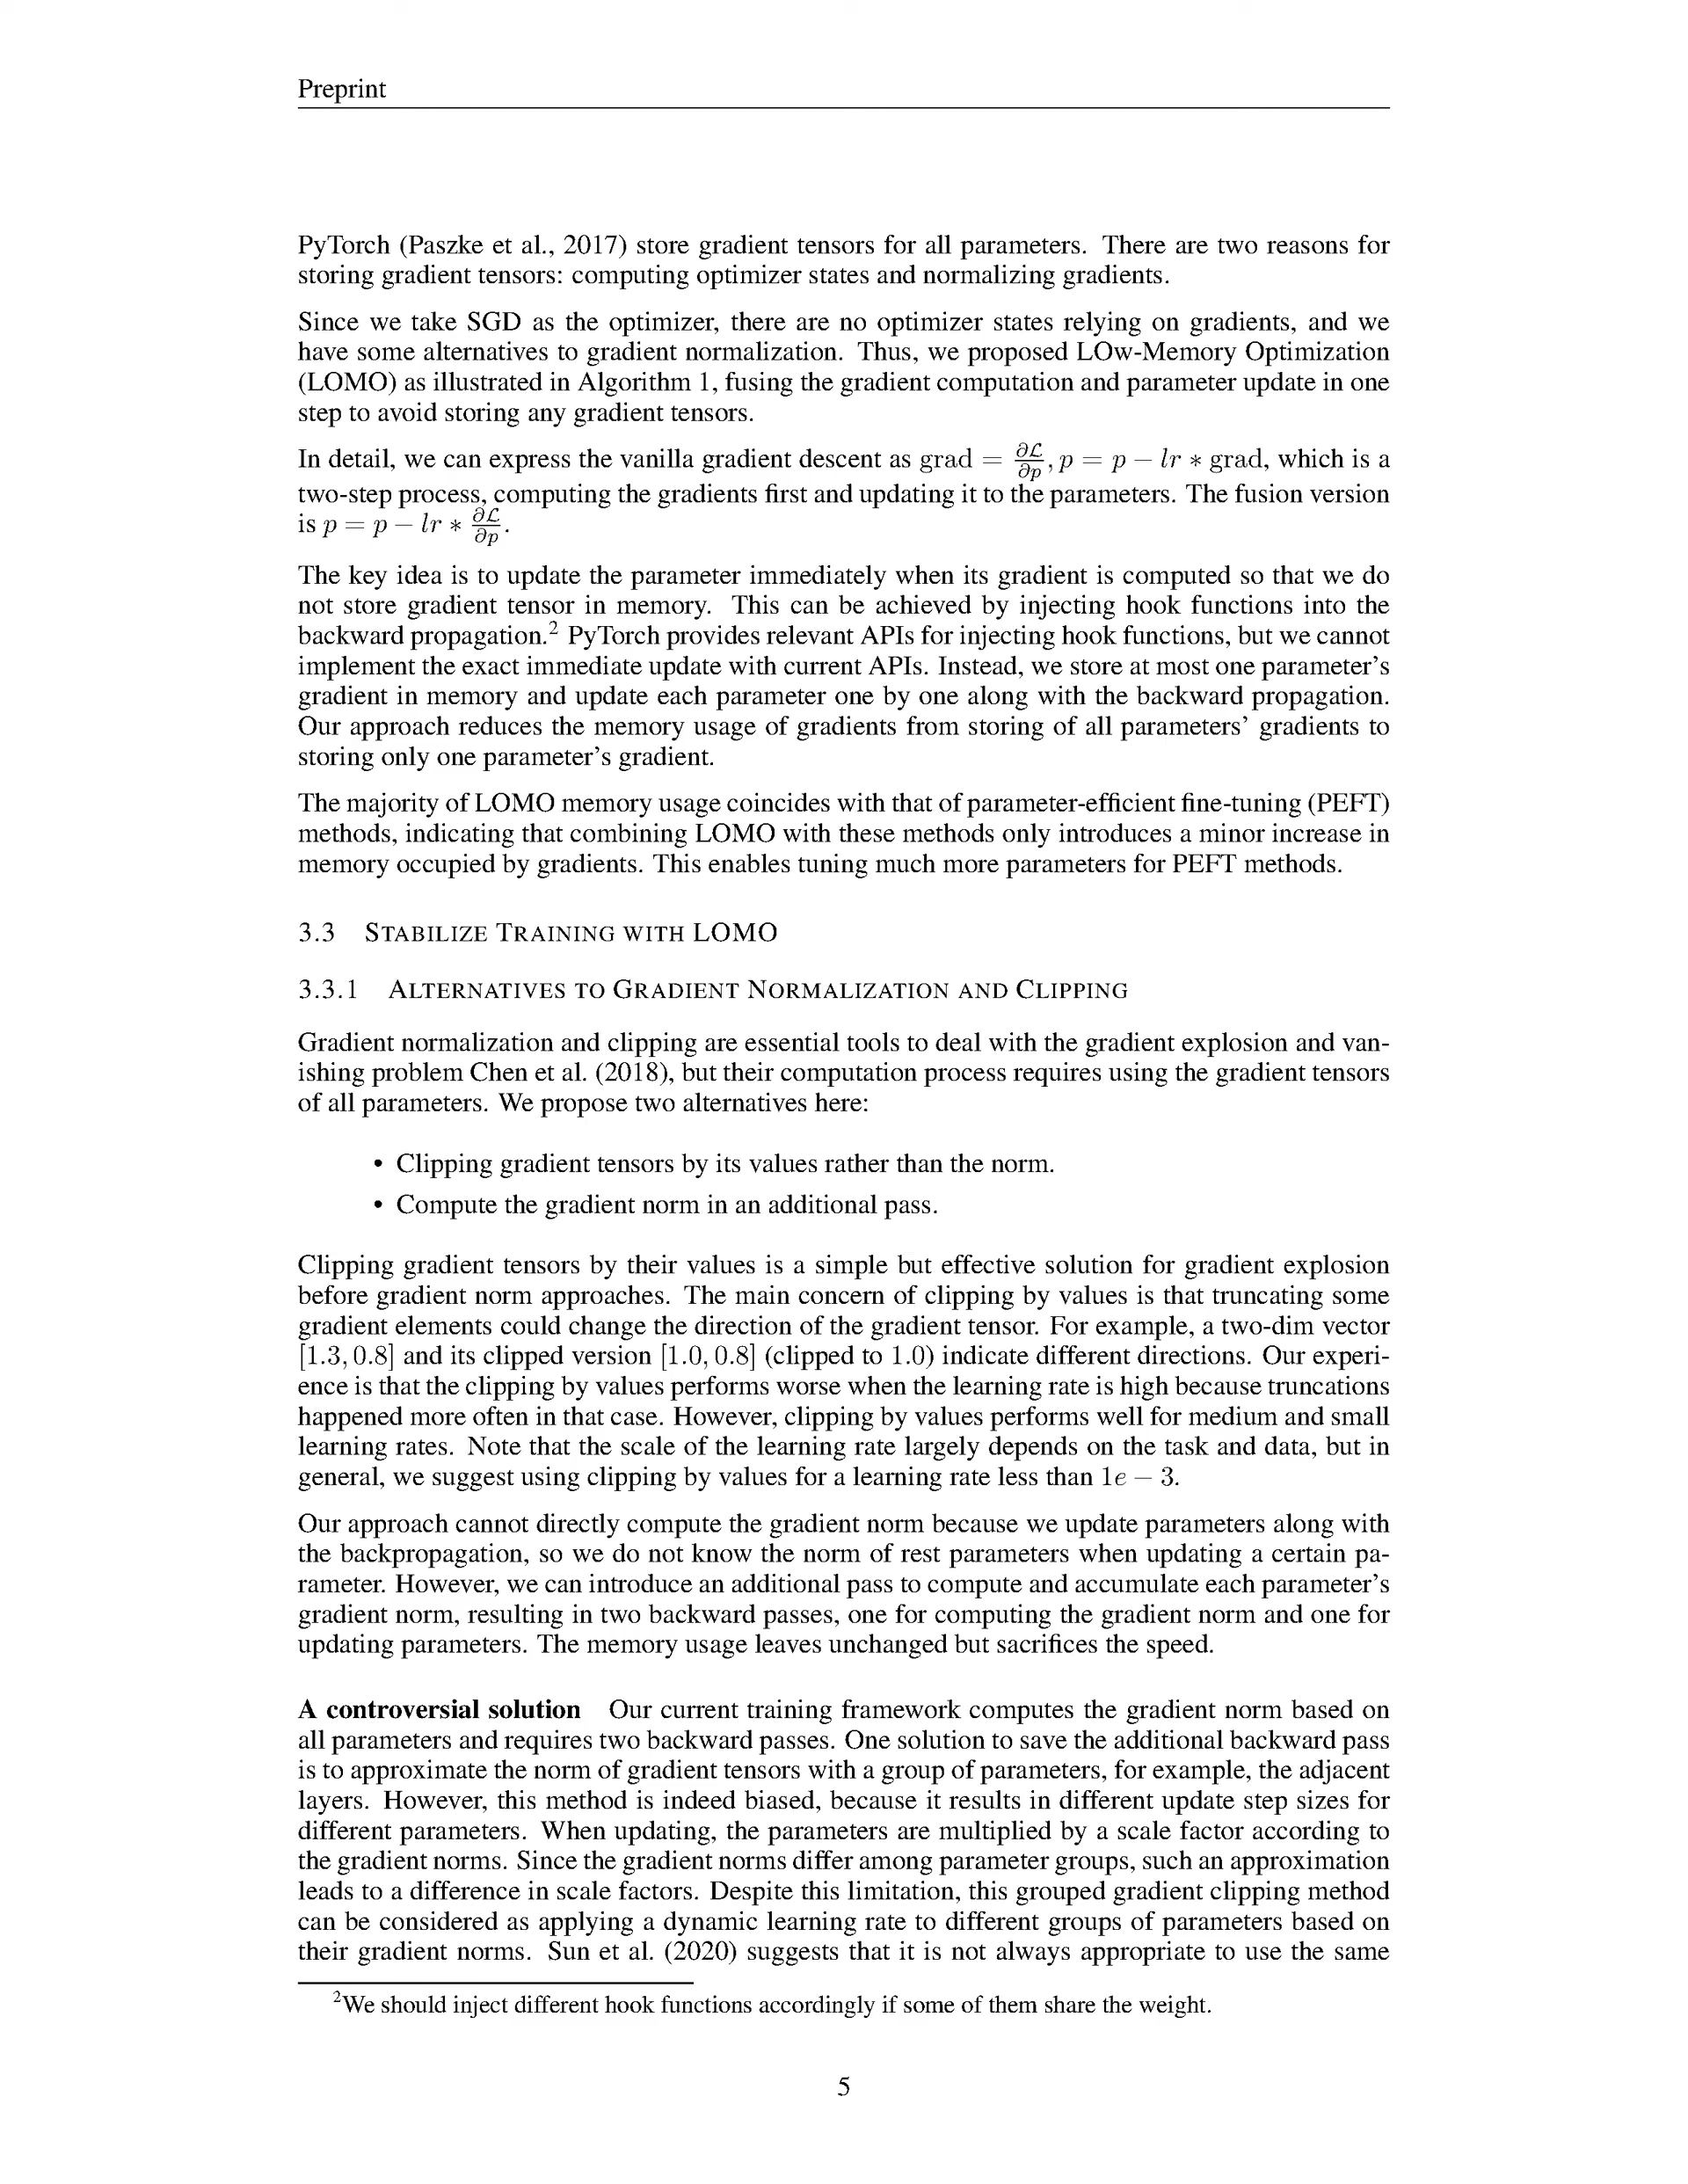 Preprint
PyTorch (Paszke et al., 2017) store gradient tensors for all parameters. There are two reasons for
storing gradient tensors: computing optimizer states and normalizing gradients.
Since we take SGD as the optimizer, there are no optimizer states relying on gradients, and we
have some alternatives to gradient normalization. Thus, we proposed LOw-Memory Optimization
(LOMO) as illustrated in Algorithm 1, fusing the gradient computation and parameter update in one
step to avoid storing any gradient tensors.
In detail, we can express the vanilla gradient descent as grad = ∂L/∂p, p = p − lr ∗ grad, which is a
two-step process, computing the gradients first and updating it to the parameters. The fusion version
is p = p − lr ∗ ∂L/∂p.
The key idea is to update the parameter immediately when its gradient is computed so that we do
not store gradient tensor in memory. This can be achieved by injecting hook functions into the
backward propagation.² PyTorch provides relevant APIs for injecting hook functions, but we cannot
implement the exact immediate update with current APIs. Instead, we store at most one parameter's
gradient in memory and update each parameter one by one along with the backward propagation.
Our approach reduces the memory usage of gradients from storing of all parameters' gradients to
storing only one parameter's gradient.
The majority of LOMO memory usage coincides with that of parameter-efficient fine-tuning (PEFT)
methods, indicating that combining LOMO with these methods only introduces a minor increase in
memory occupied by gradients. This enables tuning much more parameters for PEFT methods.
3.3 STABILIZE TRAINING WITH LOMO
3.3.1 ALTERNATIVES TO GRADIENT NORMALIZATION AND CLIPPING
Gradient normalization and clipping are essential tools to deal with the gradient explosion and van-
ishing problem Chen et al. (2018), but their computation process requires using the gradient tensors
of all parameters. We propose two alternatives here:
• Clipping gradient tensors by its values rather than the norm.
• Compute the gradient norm in an additional pass.
Clipping gradient tensors by their values is a simple but effective solution for gradient explosion
before gradient norm approaches. The main concern of clipping by values is that truncating some
gradient elements could change the direction of the gradient tensor. For example, a two-dim vector
[1.3, 0.8] and its clipped version [1.0, 0.8] (clipped to 1.0) indicate different directions. Our experi-
ence is that the clipping by values performs worse when the learning rate is high because truncations
happened more often in that case. However, clipping by values performs well for medium and small
learning rates. Note that the scale of the learning rate largely depends on the task and data, but in
general, we suggest using clipping by values for a learning rate less than 1e − 3.
Our approach cannot directly compute the gradient norm because we update parameters along with
the backpropagation, so we do not know the norm of rest parameters when updating a certain pa-
rameter. However, we can introduce an additional pass to compute and accumulate each parameter's
gradient norm, resulting in two backward passes, one for computing the gradient norm and one for
updating parameters. The memory usage leaves unchanged but sacrifices the speed.
A controversial solution Our current training framework computes the gradient norm based on
all parameters and requires two backward passes. One solution to save the additional backward pass
is to approximate the norm of gradient tensors with a group of parameters, for example, the adjacent
layers. However, this method is indeed biased, because it results in different update step sizes for
different parameters. When updating, the parameters are multiplied by a scale factor according to
the gradient norms. Since the gradient norms differ among parameter groups, such an approximation
leads to a difference in scale factors. Despite this limitation, this grouped gradient clipping method
can be considered as applying a dynamic learning rate to different groups of parameters based on
their gradient norms. Sun et al. (2020) suggests that it is not always appropriate to use the same
²We should inject different hook functions accordingly if some of them share the weight.
5